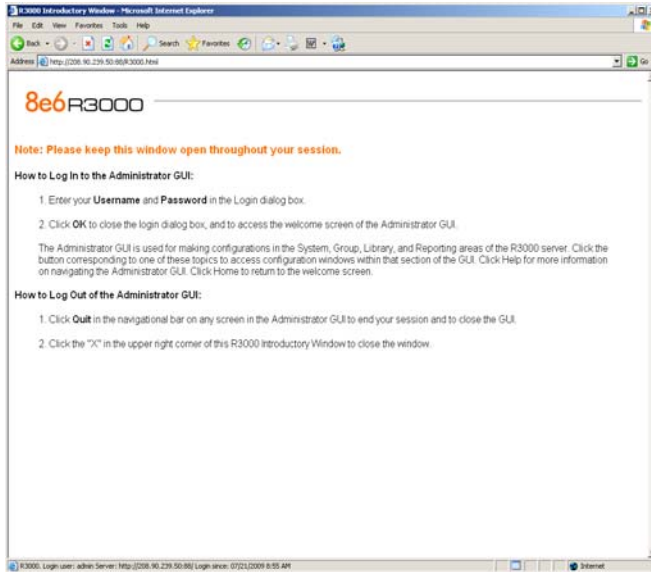 R3000 Introductory Window - Microsoft Internet Explorer
File Edit View Favorites Tools Help
Back Search Favorites
Address http://208.90.239.50:88/R3000.html Go
8e6 R3000
Note: Please keep this window open throughout your session.
How to Log In to the Administrator GUI:
1. Enter your Username and Password in the Login dialog box.
2. Click OK to close the login dialog box, and to access the welcome screen of the Administrator GUI.
The Administrator GUI is used for making configurations in the System, Group, Library, and Reporting areas of the R3000 server. Click the
button corresponding to one of these topics to access configuration windows within that section of the GUI. Click Help for more information
on navigating the Administrator GUI. Click Home to return to the welcome screen.
How to Log Out of the Administrator GUI:
1. Click Quit in the navigational bar on any screen in the Administrator GUI to end your session and to close the GUI.
2. Click the "X" in the upper right corner of this R3000 Introductory Window to close the window.
R3000. Login user: admin Server: http://208.90.239.50:88/ Login since: 07/21/2009 8:55 AM Internet